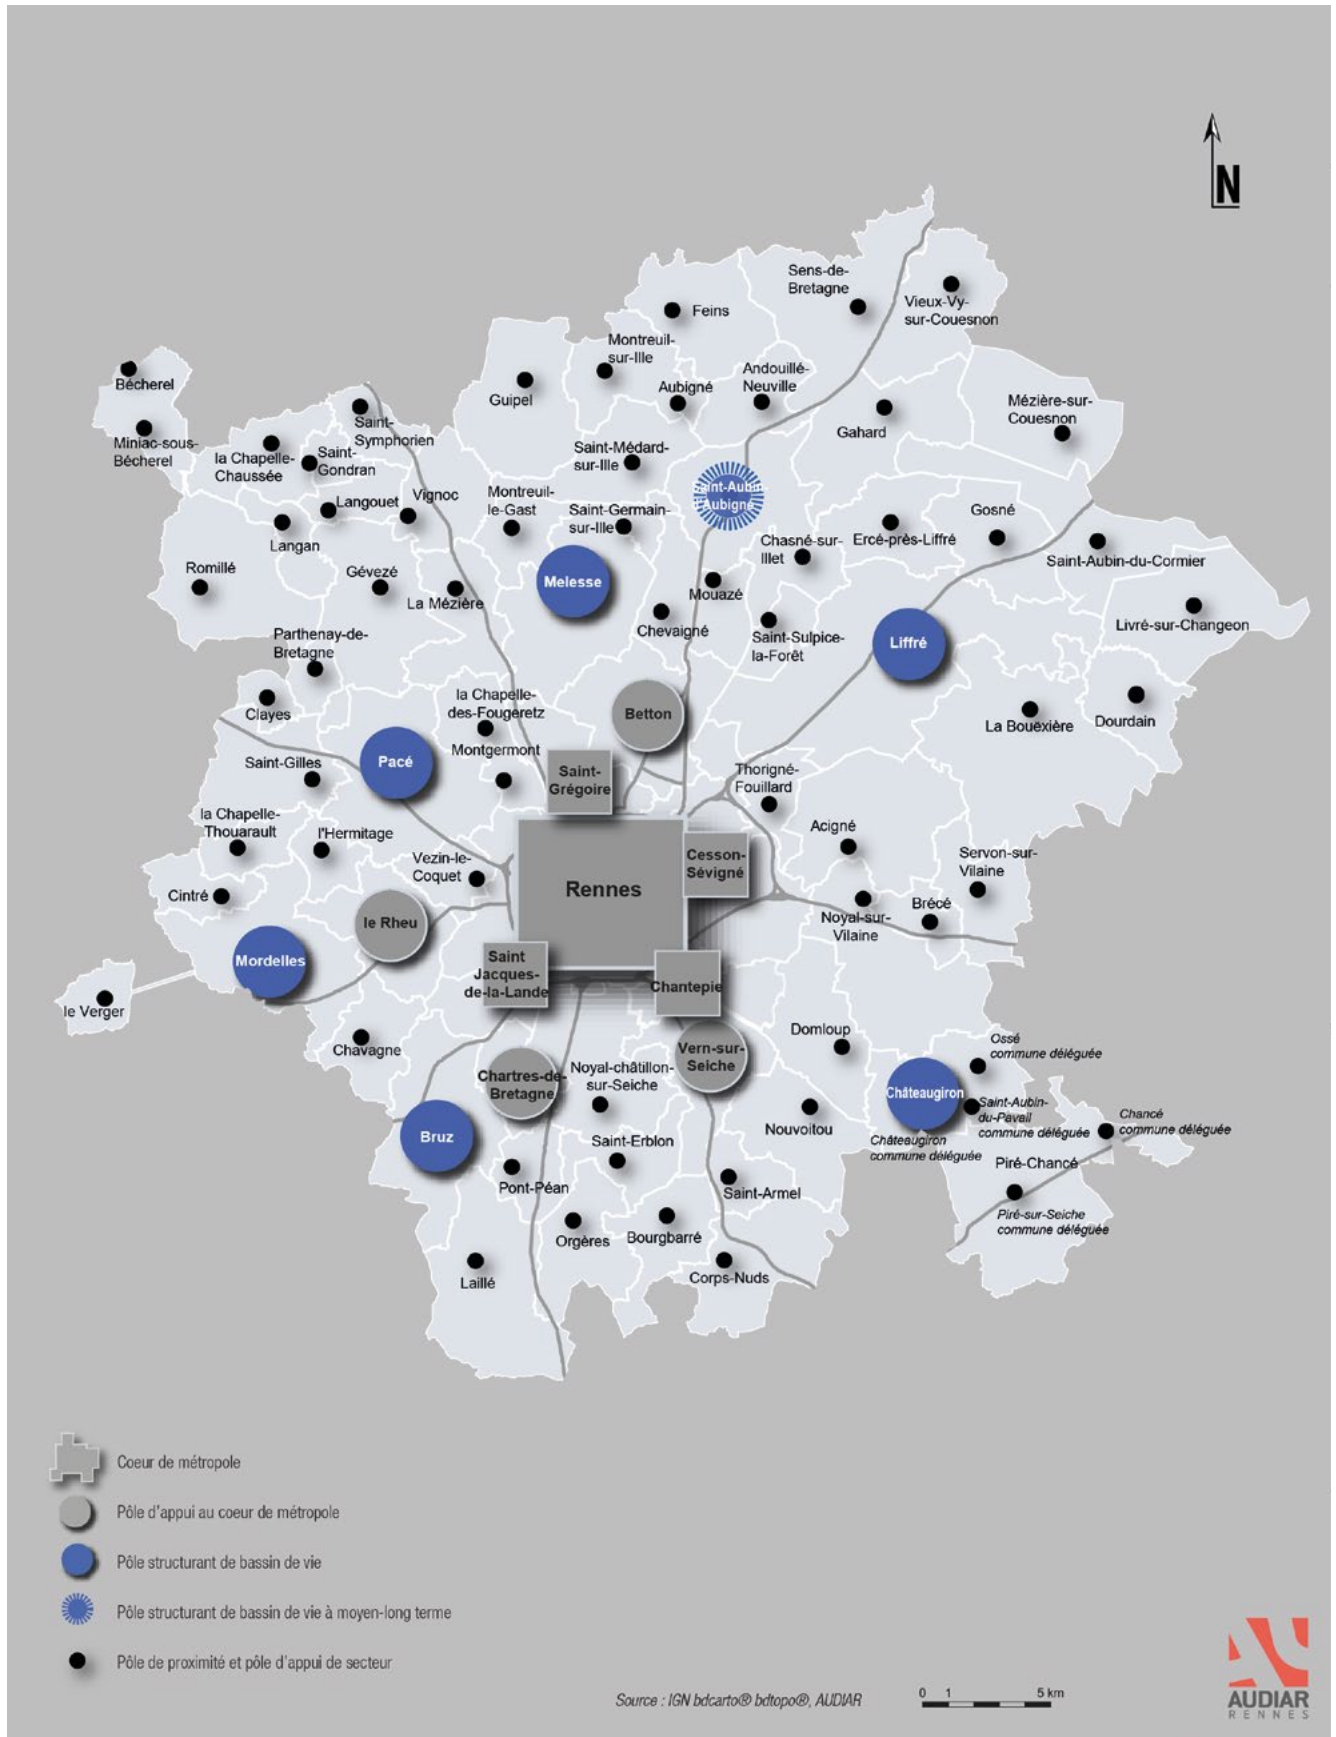 N
Sens-de-
Bretagne
Vieux-Vy-
sur-Couesnon
Feins
Montreuil-
sur-Ille
Andouillé-
Neuville
Aubigné
Guipel
Bécherel
Miniac-sous-
Bécherel
Saint-
Symphorien
la Chapelle-
Chaussée
Saint-
Gondran
Mézière-sur-
Couesnon
Gahard
Saint-Médard-
sur-Ille
Langouet
Vignoc
Montreuil-
le-Gast
Saint-Germain-
sur-Ille
Langan
Chasné-sur-
Illet
Ercé-près-Liffré
Gosné
Saint-Aubin-du-Cormier
Romillé
Gévezé
La Mézière
Melesse
Mouazé
Chevaigné
Saint-Sulpice-
la-Forêt
Liffré
Livré-sur-Changeon
Parthenay-de-
Bretagne
Clayes
la Chapelle-
des-Fougeretz
Betton
La Bouëxière
Dourdain
Montgermont
Pacé
Saint-Gilles
Saint-
Grégoire
Thorigné-
Fouillard
la Chapelle-
Thouarault
l'Hermitage
Acigné
Vezin-le-
Coquet
Rennes
Cesson-
Sévigné
Servon-sur-
Vilaine
Cintré
le Rheu
Noyal-sur-
Vilaine
Brécé
Mordelles
Saint
Jacques-
de-la-Lande
Chantepie
le Verger
Chavagne
Chartres-de-
Bretagne
Noyal-châtillon-
sur-Seiche
Vern-sur-
Seiche
Domloup
Ossé
commune déléguée
Châteaugiron
Saint-Aubin-
du-Pavail
commune déléguée
Chancé
commune déléguée
Châteaugiron
commune déléguée
Bruz
Nouvoitou
Saint-Erblon
Piré-Chancé
Pont-Péan
Saint-Armel
Piré-sur-Seiche
commune déléguée
Orgères
Bourgbarré
Laillé
Corps-Nuds
Coeur de métropole
Pôle d'appui au coeur de métropole
Pôle structurant de bassin de vie
Pôle structurant de bassin de vie à moyen-long terme
Pôle de proximité et pôle d'appui de secteur
Source : IGN bdcarto® bdtopo®, AUDIAR
0 1 5 km
AUDIAR
RENNES